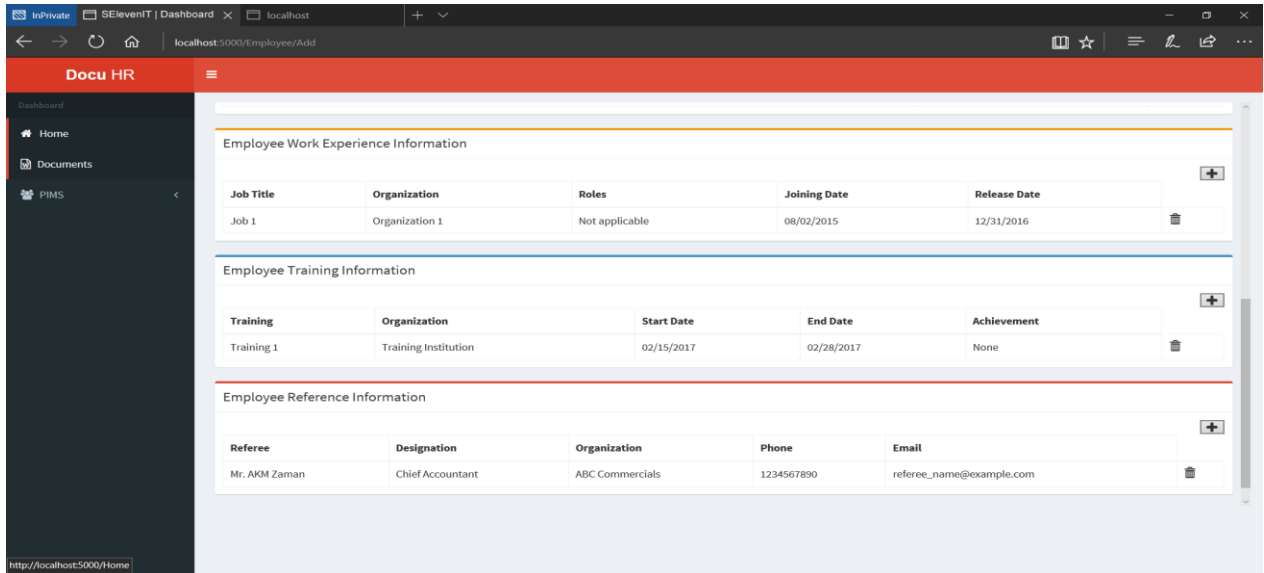 InPrivate SElevenIT | Dashboard localhost
localhost:5000/Employee/Add
Docu HR
Dashboard
Home
Documents
PIMS
Employee Work Experience Information
Job Title Organization Roles Joining Date Release Date
Job 1 Organization 1 Not applicable 08/02/2015 12/31/2016
Employee Training Information
Training Organization Start Date End Date Achievement
Training 1 Training Institution 02/15/2017 02/28/2017 None
Employee Reference Information
Referee Designation Organization Phone Email
Mr. AKM Zaman Chief Accountant ABC Commercials 1234567890 referee_name@example.com
http://localhost:5000/Home